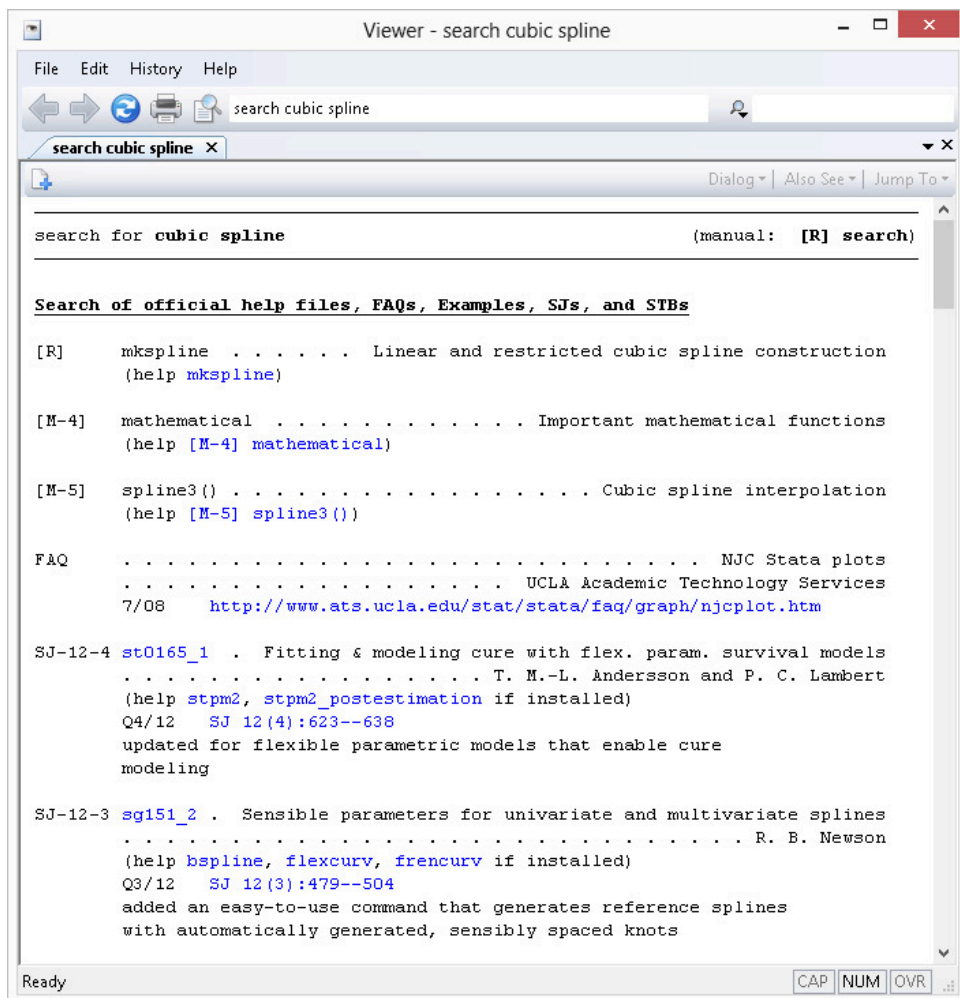 Viewer - search cubic spline
File Edit History Help
search cubic spline
search cubic spline X
Dialog | Also See | Jump To
search for cubic spline (manual: [R] search)
Search of official help files, FAQs, Examples, SJs, and STBs
[R] mkspline . . . . . . Linear and restricted cubic spline construction
(help mkspline)
[M-4] mathematical . . . . . . . . . . . . . Important mathematical functions
(help [M-4] mathematical)
[M-5] spline3() . . . . . . . . . . . . . . . . . Cubic spline interpolation
(help [M-5] spline3())
FAQ . . . . . . . . . . . . . . . . . . . . . . . . . . . NJC Stata plots
. . . . . . . . . . . . . . . . . . UCLA Academic Technology Services
7/08 http://www.ats.ucla.edu/stat/stata/faq/graph/njcplot.htm
SJ-12-4 st0165_1 . Fitting & modeling cure with flex. param. survival models
. . . . . . . . . . . . . . . . . T. M.-L. Andersson and P. C. Lambert
(help stpm2, stpm2_postestimation if installed)
Q4/12 SJ 12(4):623--638
updated for flexible parametric models that enable cure
modeling
SJ-12-3 sg151_2 . Sensible parameters for univariate and multivariate splines
. . . . . . . . . . . . . . . . . . . . . . . . . . . . . R. B. Newson
(help bspline, flexcurv, frencurv if installed)
Q3/12 SJ 12(3):479--504
added an easy-to-use command that generates reference splines
with automatically generated, sensibly spaced knots
Ready CAP NUM OVR